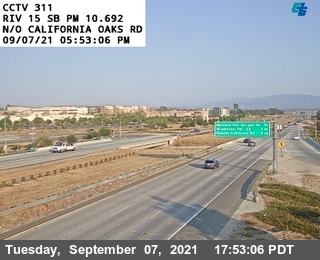 CCTV 311
RIV 15 SB PM 10.692
N/O CALIFORNIA OAKS RD
09/07/21 05:53:06 PM
Tuesday, September 07, 2021 17:53:06 PDT